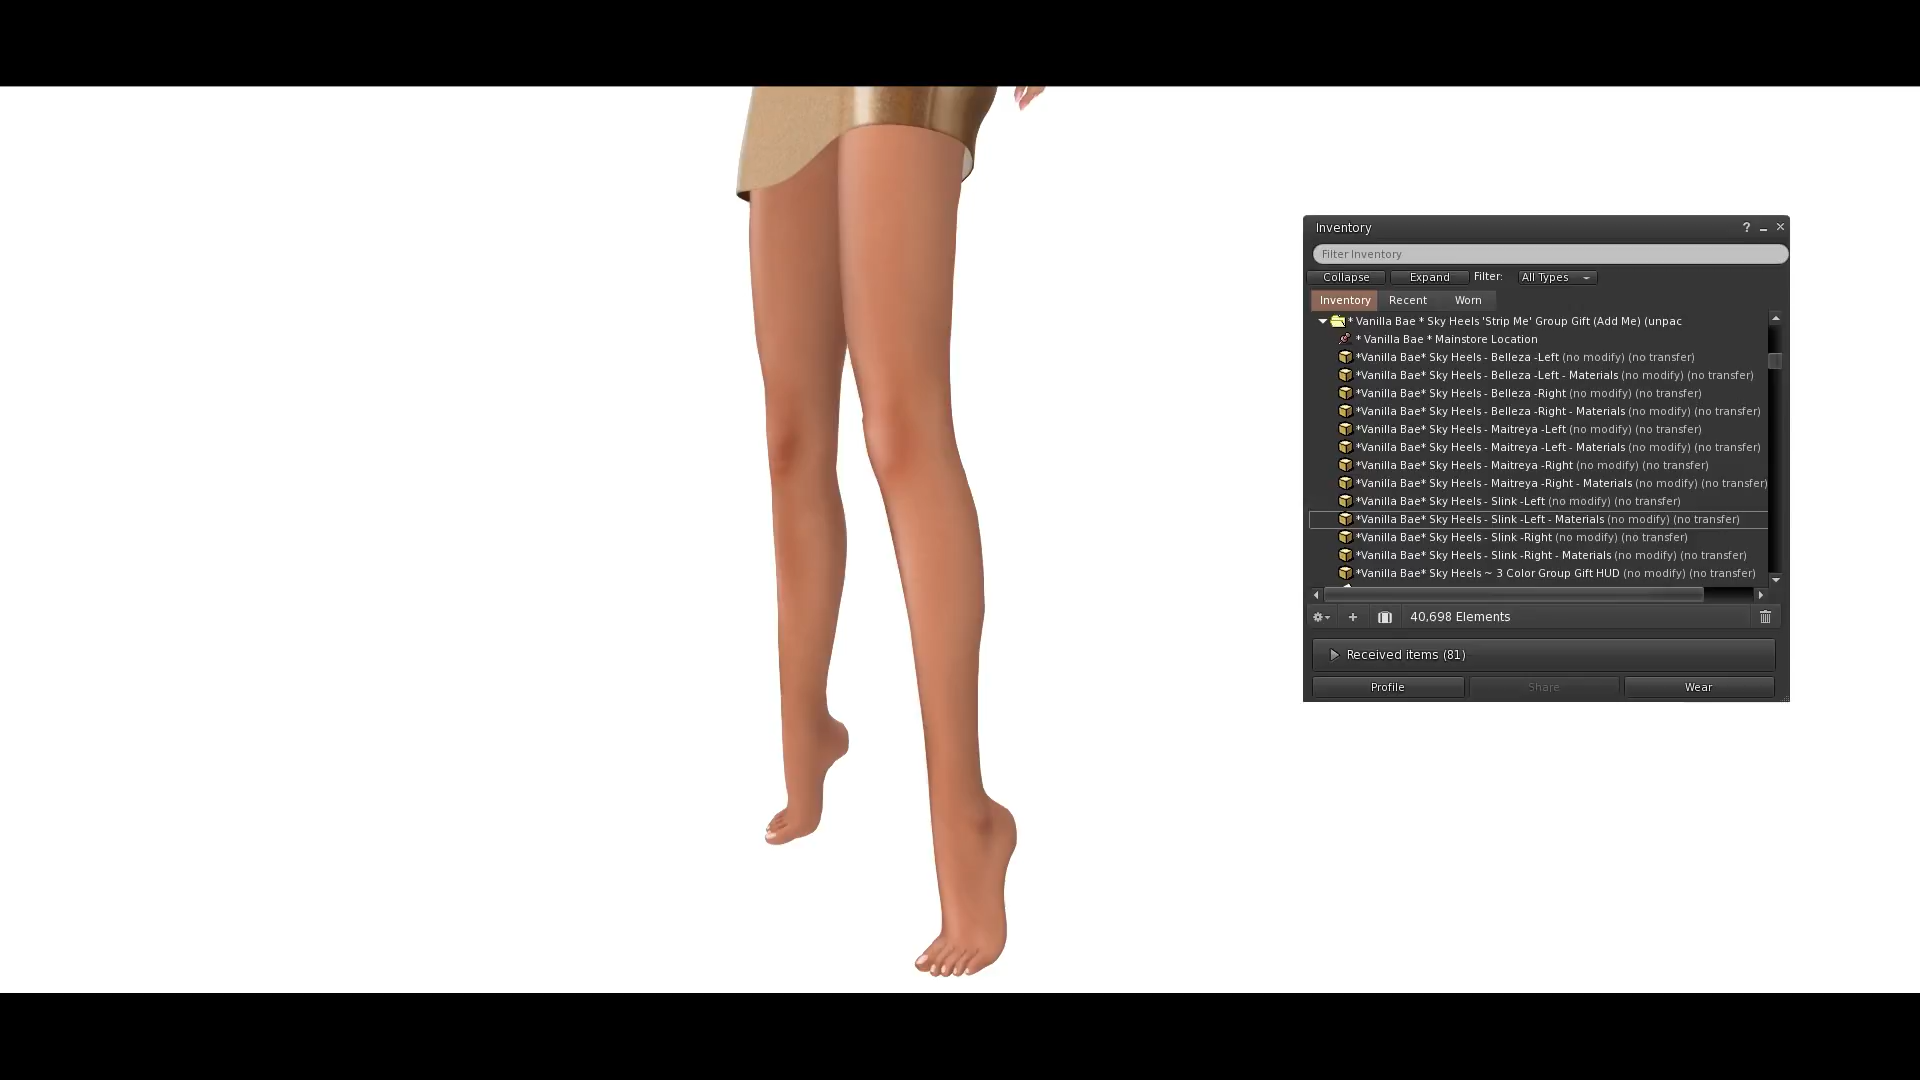 Inventory ? _ ×
Filter Inventory
Collapse Expand Filter: All Types
Inventory Recent Worn
* Vanilla Bae * Sky Heels 'Strip Me' Group Gift (Add Me) (unpac
* Vanilla Bae * Mainstore Location
*Vanilla Bae* Sky Heels - Belleza -Left (no modify) (no transfer)
*Vanilla Bae* Sky Heels - Belleza -Left - Materials (no modify) (no transfer)
*Vanilla Bae* Sky Heels - Belleza -Right (no modify) (no transfer)
*Vanilla Bae* Sky Heels - Belleza -Right - Materials (no modify) (no transfer)
*Vanilla Bae* Sky Heels - Maitreya -Left (no modify) (no transfer)
*Vanilla Bae* Sky Heels - Maitreya -Left - Materials (no modify) (no transfer)
*Vanilla Bae* Sky Heels - Maitreya -Right (no modify) (no transfer)
*Vanilla Bae* Sky Heels - Maitreya -Right - Materials (no modify) (no transfer)
*Vanilla Bae* Sky Heels - Slink -Left (no modify) (no transfer)
*Vanilla Bae* Sky Heels - Slink -Left - Materials (no modify) (no transfer)
*Vanilla Bae* Sky Heels - Slink -Right (no modify) (no transfer)
*Vanilla Bae* Sky Heels - Slink -Right - Materials (no modify) (no transfer)
*Vanilla Bae* Sky Heels ~ 3 Color Group Gift HUD (no modify) (no transfer)
40,698 Elements
Received items (81)
Profile Share Wear